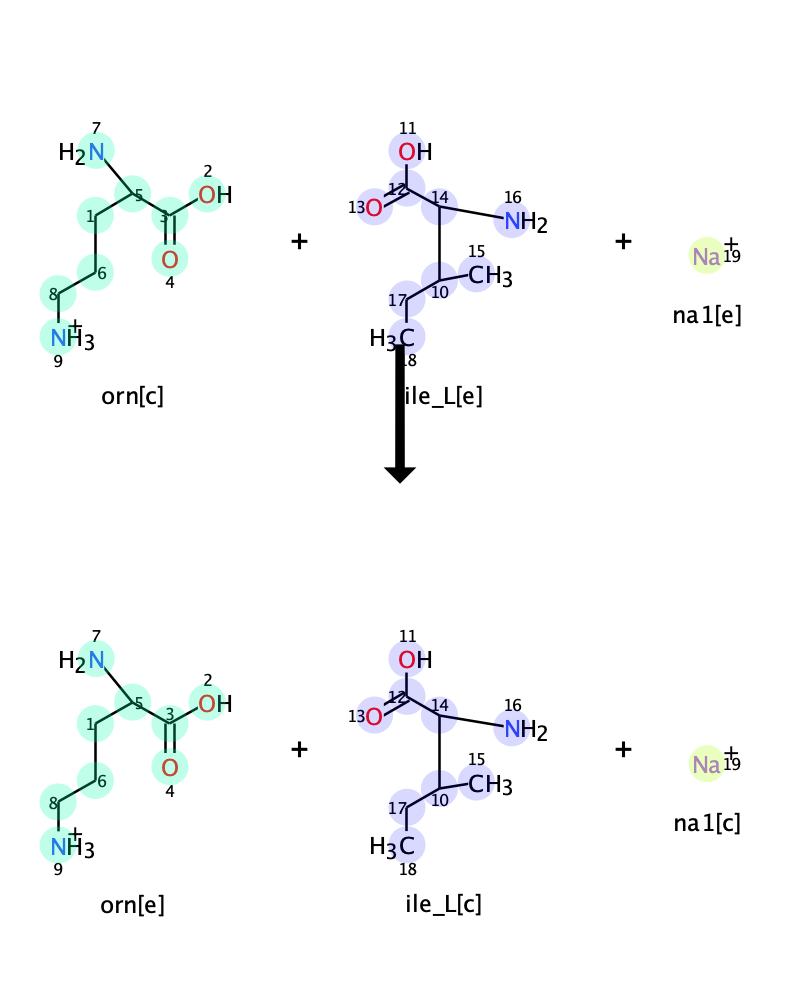 7
H2N
5
2
OH
1
3
O
4
6
8
+
NH3
9
orn[c]
+
11
OH
12
13O
14
16
NH2
15
CH3
10
17
H3C
18
ile_L[e]
+
Na+
19
na1[e]
7
H2N
5
2
OH
1
3
O
4
6
8
+
NH3
9
orn[e]
+
11
OH
12
13O
14
16
NH2
15
CH3
10
17
H3C
18
ile_L[c]
+
Na+
19
na1[c]